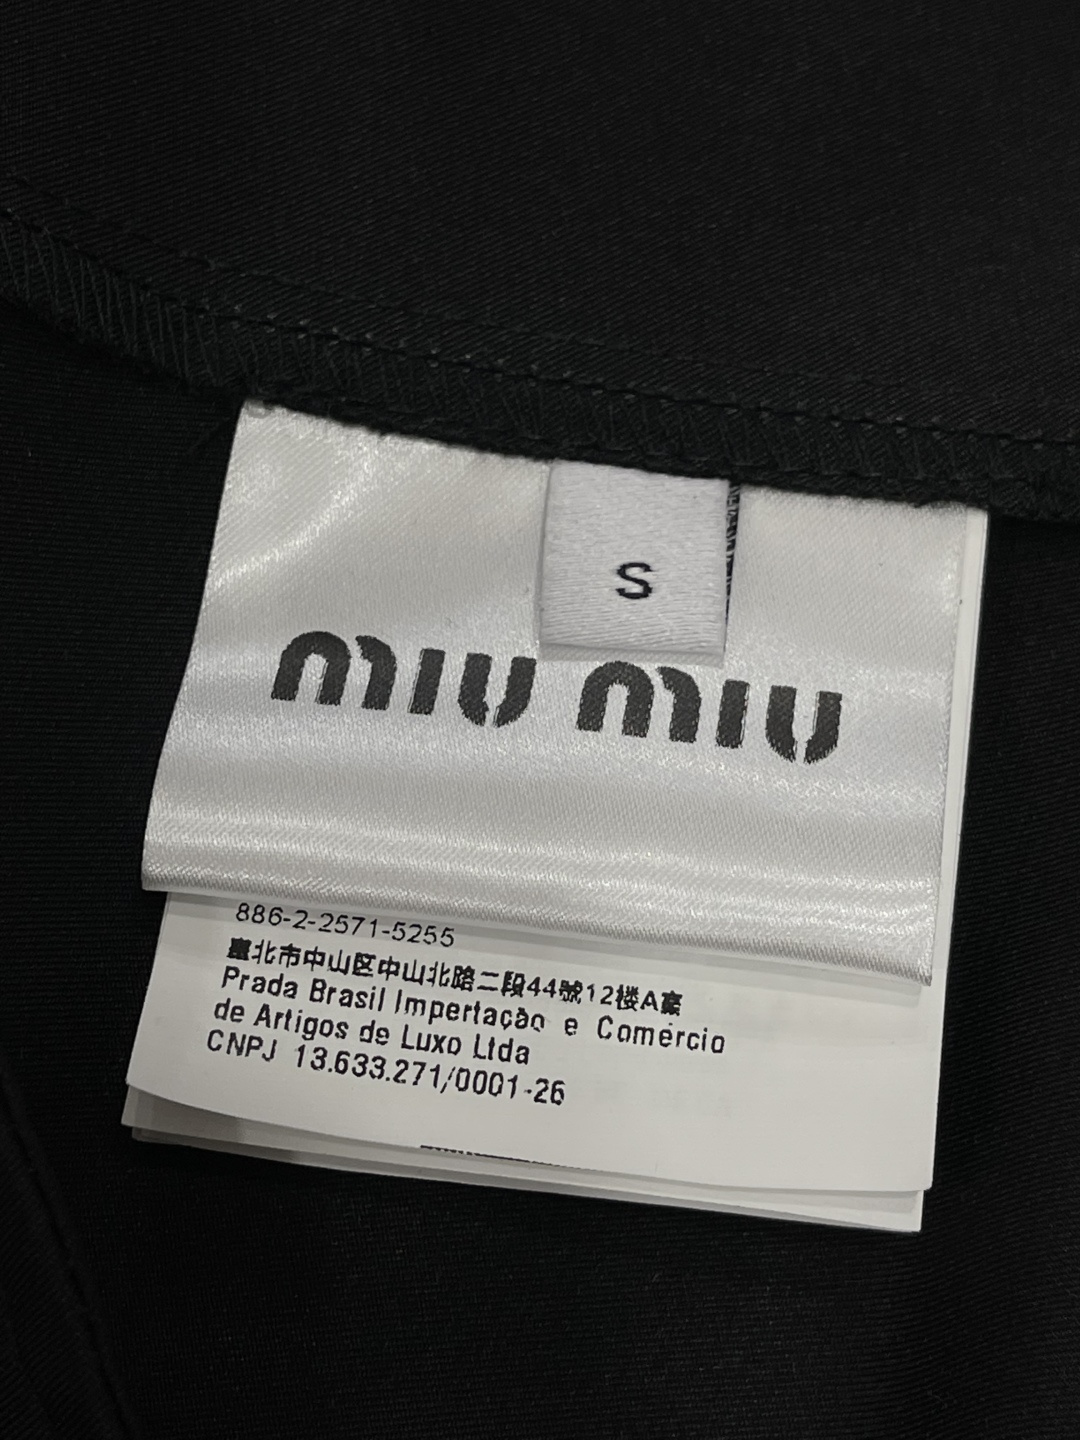 S
miu miu
886-2-2571-5255
臺北市中山区中山北路二段44號12楼A室
Prada Brasil Impertação e Comércio
de Artigos de Luxo Ltda
CNPJ 13.633.271/0001-26